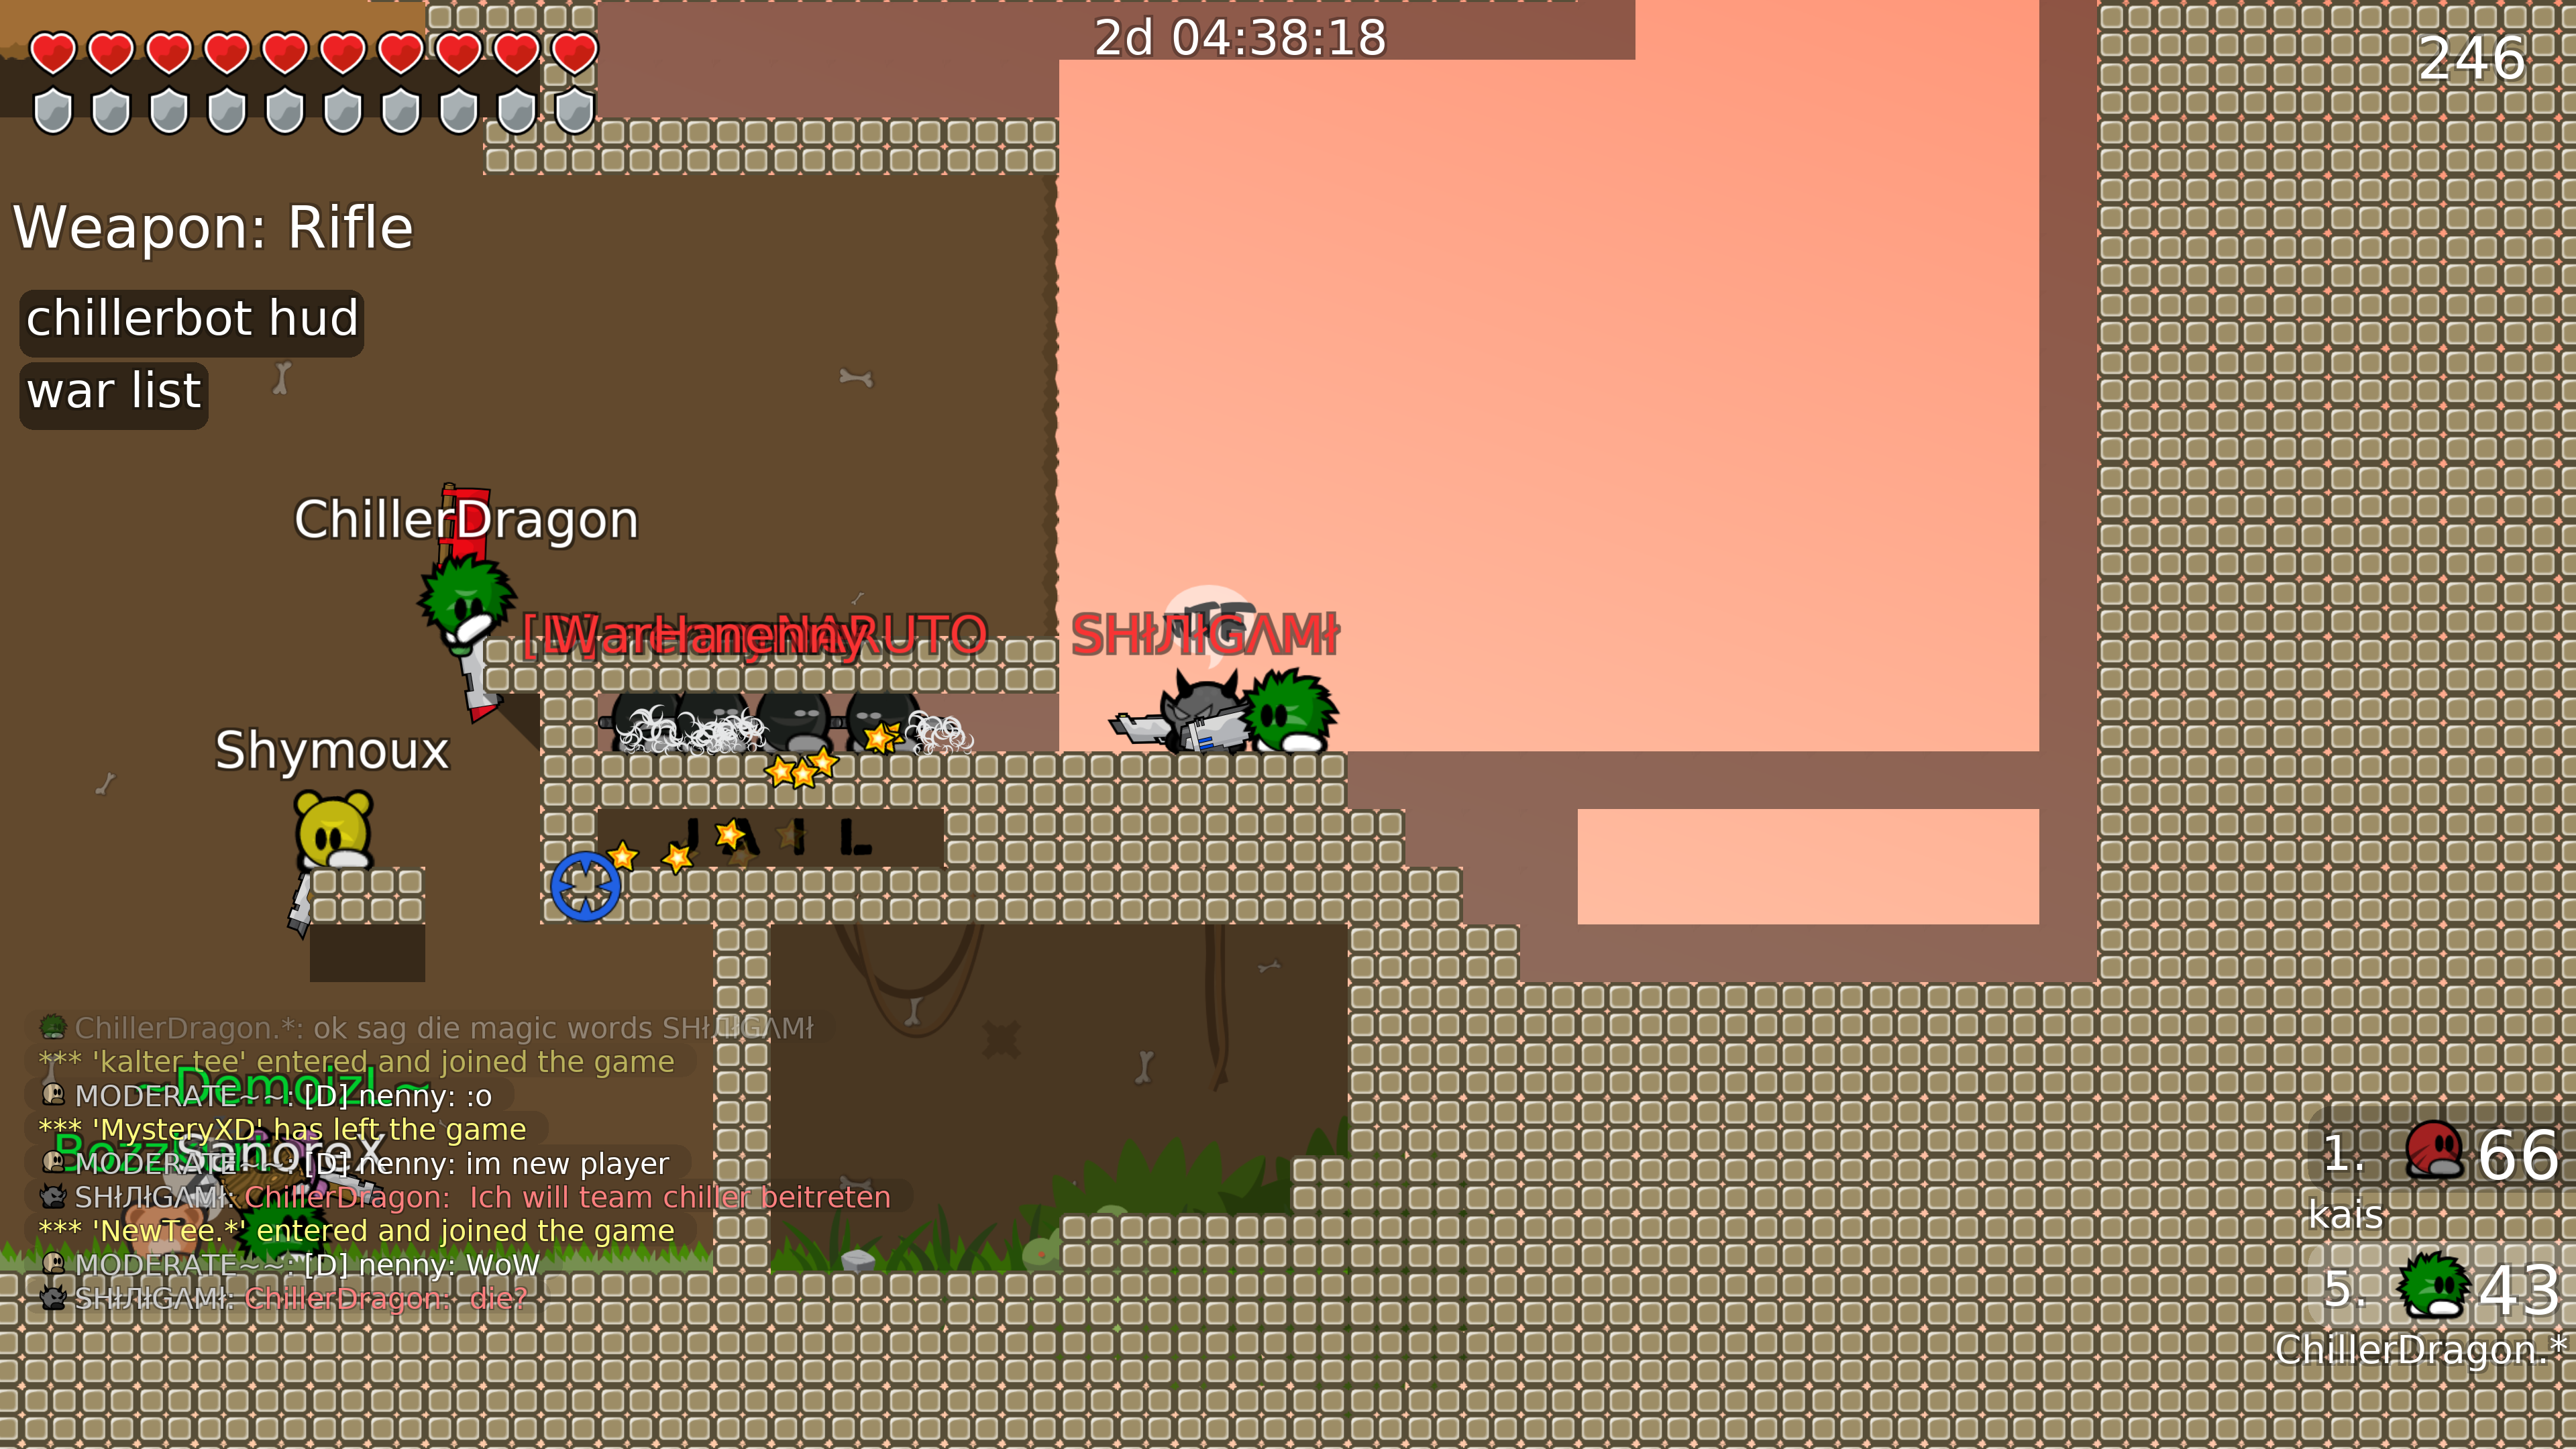 2d 04:38:18
246
Weapon: Rifle
chillerbot hud
war list
ChillerDragon
SHłЛłGΛMł
Shymoux
J A I L
ChillerDragon.*: ok sag die magic words SHłЛłGΛMł
*** 'kalter tee' entered and joined the game
~DemoizL~
MODERATE~~: [D] nenny: :o
*** 'MysteryXD' has left the game
SanoreX
MODERATE~~: [D] nenny: im new player
SHłЛłGΛMł: ChillerDragon: Ich will team chiller beitreten
*** 'NewTee.*' entered and joined the game
MODERATE~~: [D] nenny: WoW
SHłЛłGΛMł: ChillerDragon: die?
1. 66
kais
5. 43
ChillerDragon.*